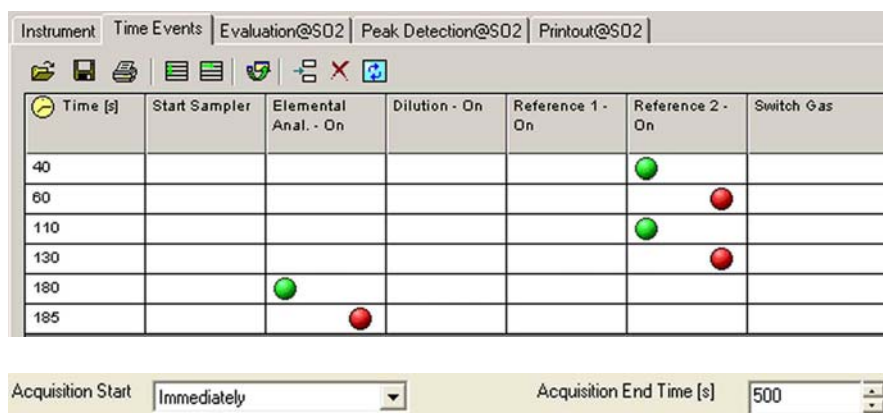 Instrument Time Events Evaluation@SO2 Peak Detection@SO2 Printout@SO2
Time [s] Start Sampler Elemental Anal. - On Dilution - On Reference 1 - On Reference 2 - On Switch Gas
40
60
110
130
180
185
Acquisition Start Immediately Acquisition End Time [s] 500